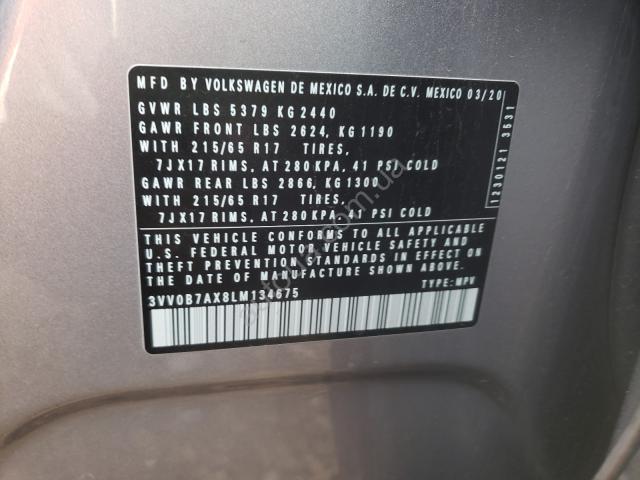 MFD BY VOLKSWAGEN DE MEXICO S.A. DE C.V. MEXICO 03/20
GVWR LBS 5379 KG 2440
GAWR FRONT LBS 2624, KG 1190
WITH 215/65 R17 TIRES,
7JX17 RIMS, AT 280 KPA, 41 PSI COLD
GAWR REAR LBS 2866, KG 1300
WITH 215/65 R17 TIRES,
7JX17 RIMS, AT 280 KPA, 41 PSI COLD
THIS VEHICLE CONFORMS TO ALL APPLICABLE
U.S. FEDERAL MOTOR VEHICLE SAFETY AND
THEFT PREVENTION STANDARDS IN EFFECT ON
THE DATE OF MANUFACTURE SHOWN ABOVE
3VV0B7AX8LM134675 TYPE: MPV
1230121 3531